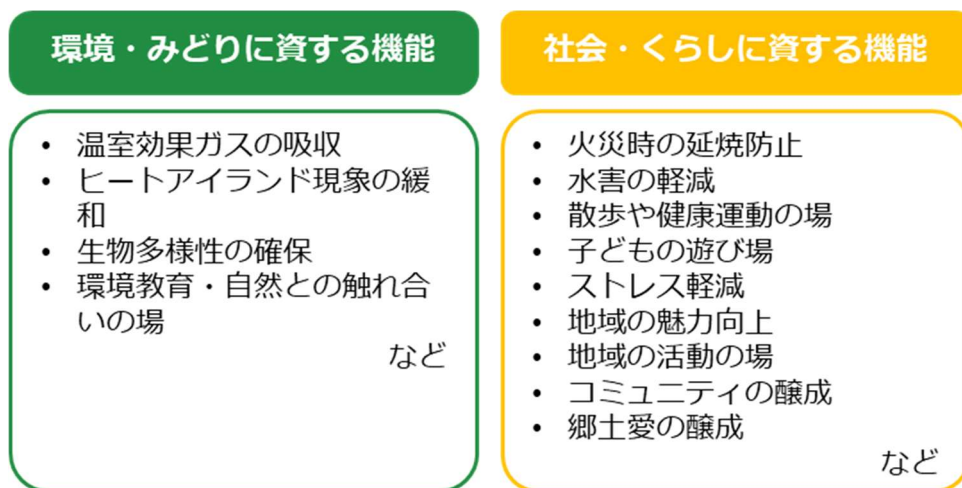 環境・みどりに資する機能
• 温室効果ガスの吸収
• ヒートアイランド現象の緩
和
• 生物多様性の確保
• 環境教育・自然との触れ合
いの場
など
社会・くらしに資する機能
• 火災時の延焼防止
• 水害の軽減
• 散歩や健康運動の場
• 子どもの遊び場
• ストレス軽減
• 地域の魅力向上
• 地域の活動の場
• コミュニティの醸成
• 郷土愛の醸成
など